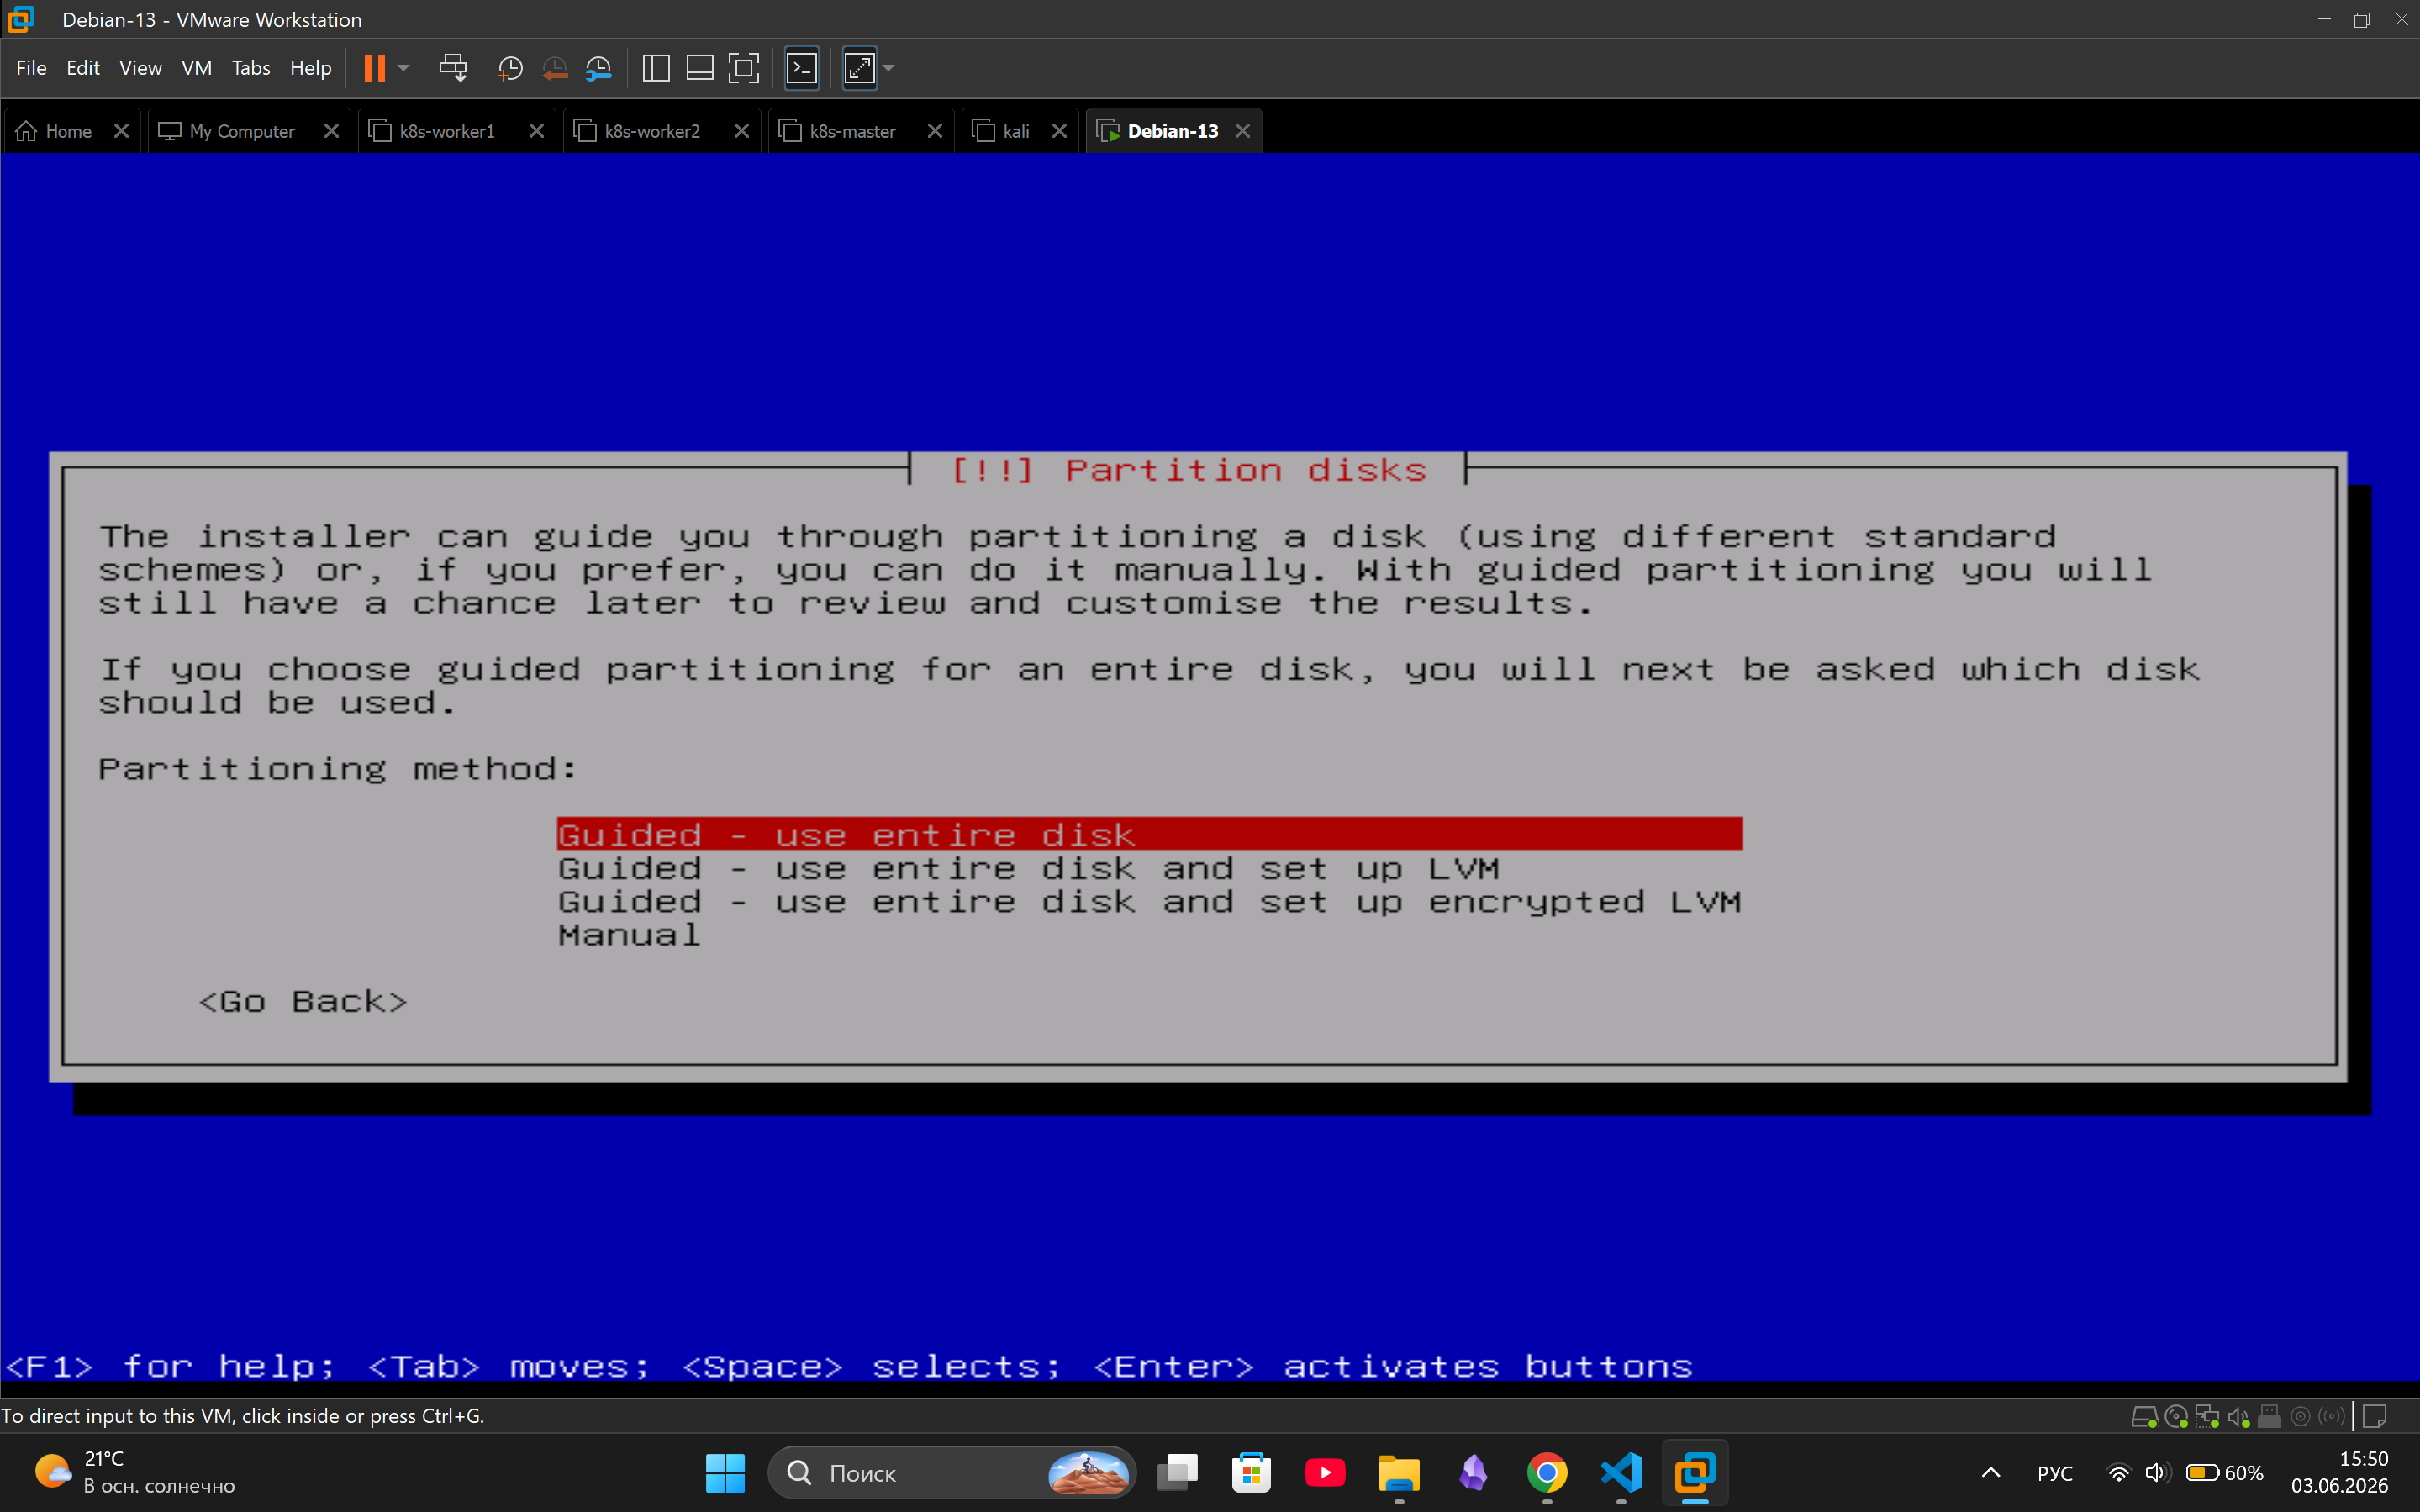 Debian-13 - VMware Workstation
File Edit View VM Tabs Help
Home My Computer k8s-worker1 k8s-worker2 k8s-master kali Debian-13
[!!] Partition disks
The installer can guide you through partitioning a disk (using different standard
schemes) or, if you prefer, you can do it manually. With guided partitioning you will
still have a chance later to review and customise the results.
If you choose guided partitioning for an entire disk, you will next be asked which disk
should be used.
Partitioning method:
Guided - use entire disk
Guided - use entire disk and set up LVM
Guided - use entire disk and set up encrypted LVM
Manual
<Go Back>
<F1> for help; <Tab> moves; <Space> selects; <Enter> activates buttons
To direct input to this VM, click inside or press Ctrl+G.
21°C
В осн. солнечно
Поиск
РУС
60%
15:50
03.06.2026